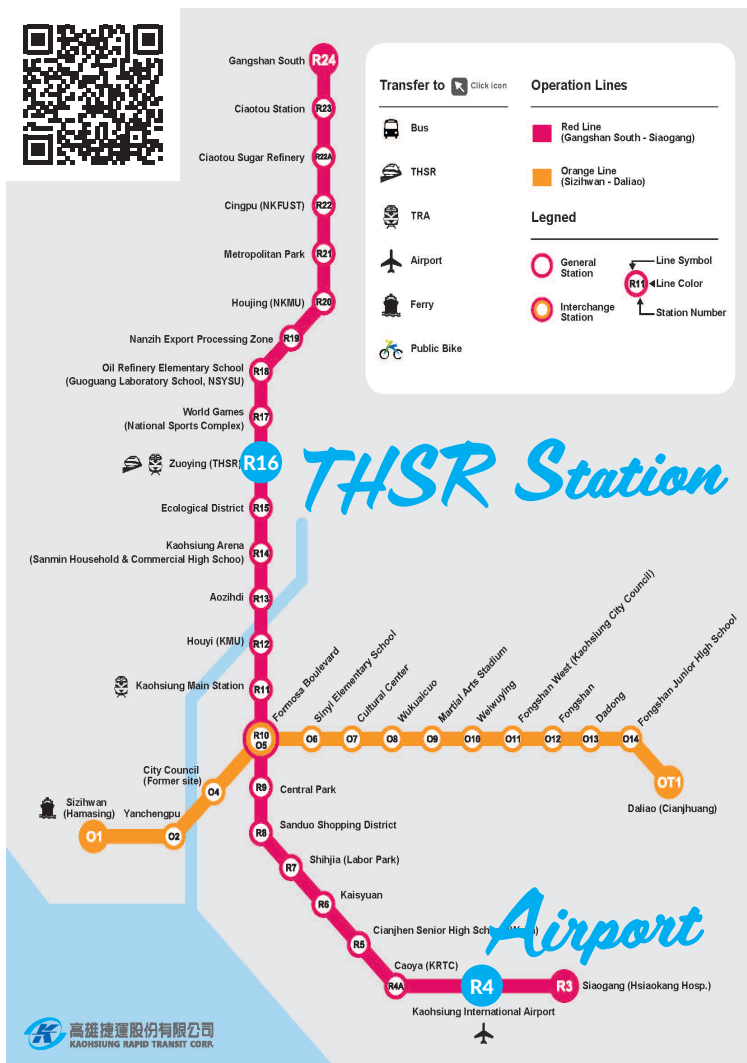 Gangshan South R24
Ciaotou Station R23
Ciaotou Sugar Refinery R22A
Cingpu (NKFUST) R22
Metropolitan Park R21
Houjing (NKMU) R20
Nanzih Export Processing Zone R19
Oil Refinery Elementary School
(Guoguang Laboratory School, NSYSU) R18
World Games
(National Sports Complex) R17
Zuoying (THSR) R16
THSR Station
Ecological District R15
Kaohsiung Arena
(Sanmin Household & Commercial High Schoo) R14
Aozihdi R13
Houyi (KMU) R12
Kaohsiung Main Station R11
Transfer to Click icon
Bus
THSR
TRA
Airport
Ferry
Public Bike
Operation Lines
Red Line
(Gangshan South - Siaogang)
Orange Line
(Sizihwan - Daliao)
Legned
General
Station
Interchange
Station
Line Symbol
R11 Line Color
Station Number
Formosa Boulevard
R10
O5
Sinyi Elementary School
O6
Cultural Center
O7
Wukuaicuo
O8
Martial Arts Stadium
O9
Weiwuying
O10
Fongshan West (Kaohsiung City Council)
O11
Fongshan
O12
Dadong
O13
Fongshan Junior HIgh School
O14
OT1
Daliao (Cianjhuang)
City Council
(Former site)
O4
Yanchengpu
O2
Sizihwan
(Hamasing)
O1
R9 Central Park
R8 Sanduo Shopping District
R7 Shihjia (Labor Park)
R6 Kaisyuan
R5 Cianjhen Senior High
Caoya (KRTC)
R4A
Airport
R4
Kaohsiung International Airport
R3 Siaogang (Hsiaokang Hosp.)
高雄捷運股份有限公司
KAOHSIUNG RAPID TRANSIT CORP.